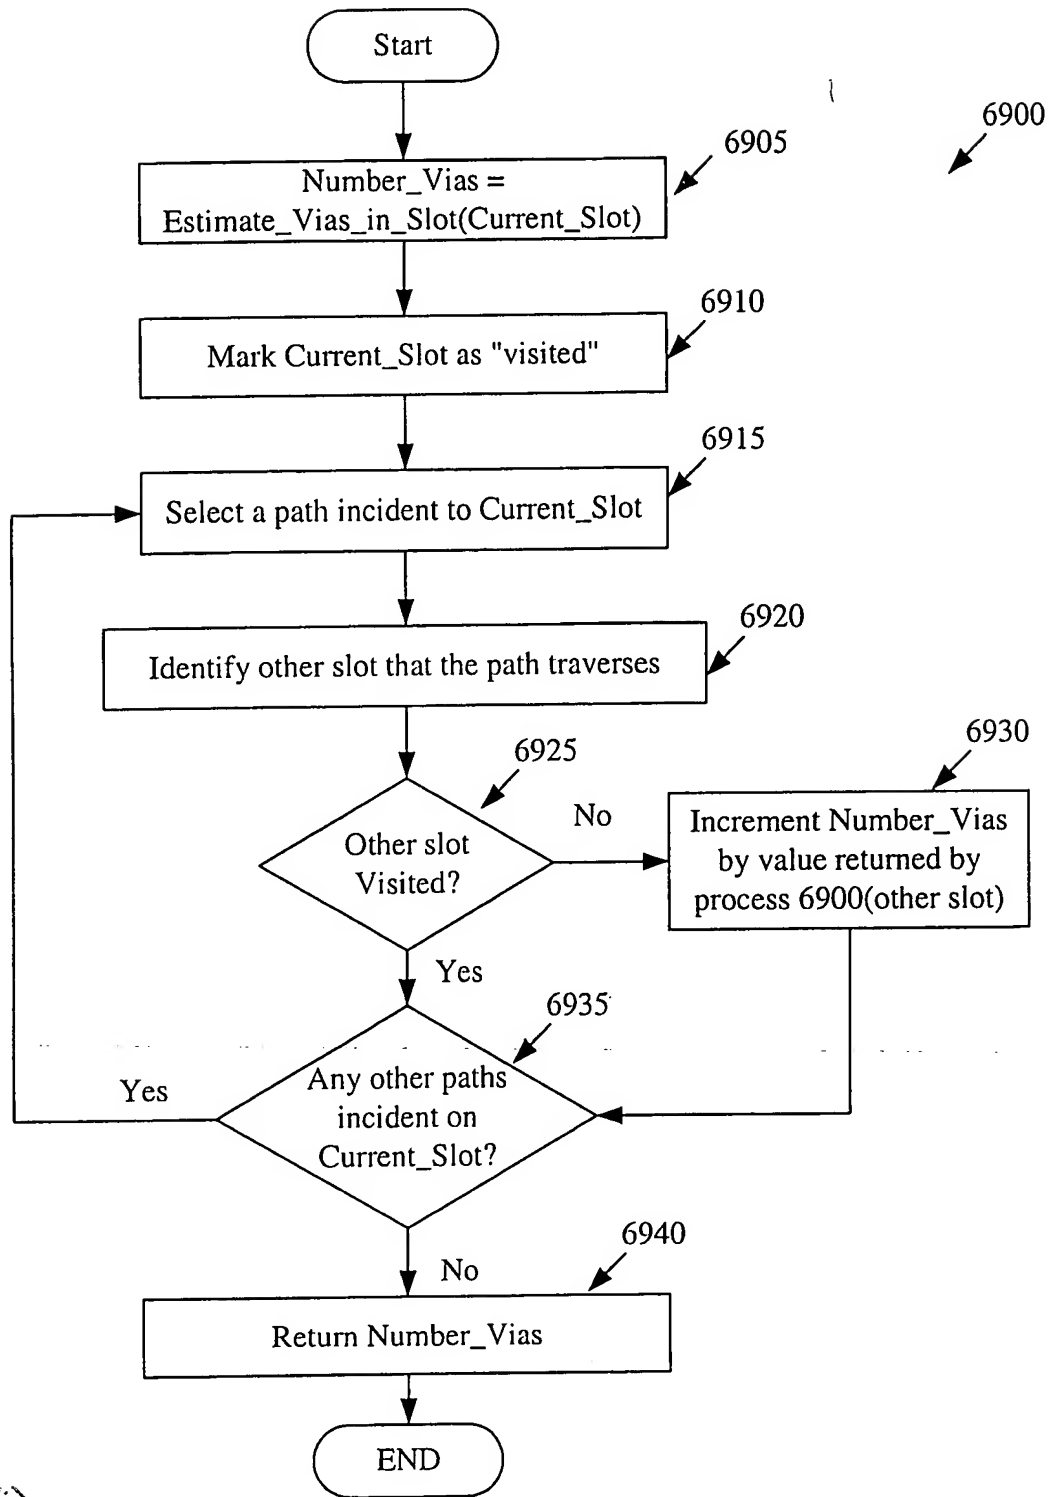 Start
6900
6905
Number_Vias =
Estimate_Vias_in_Slot(Current_Slot)
6910
Mark Current_Slot as "visited"
6915
Select a path incident to Current_Slot
6920
Identify other slot that the path traverses
6925
6930
Other slot
Visited?
No
Increment Number_Vias
by value returned by
process 6900(other slot)
Yes
6935
Any other paths
incident on
Current_Slot?
Yes
No
6940
Return Number_Vias
END